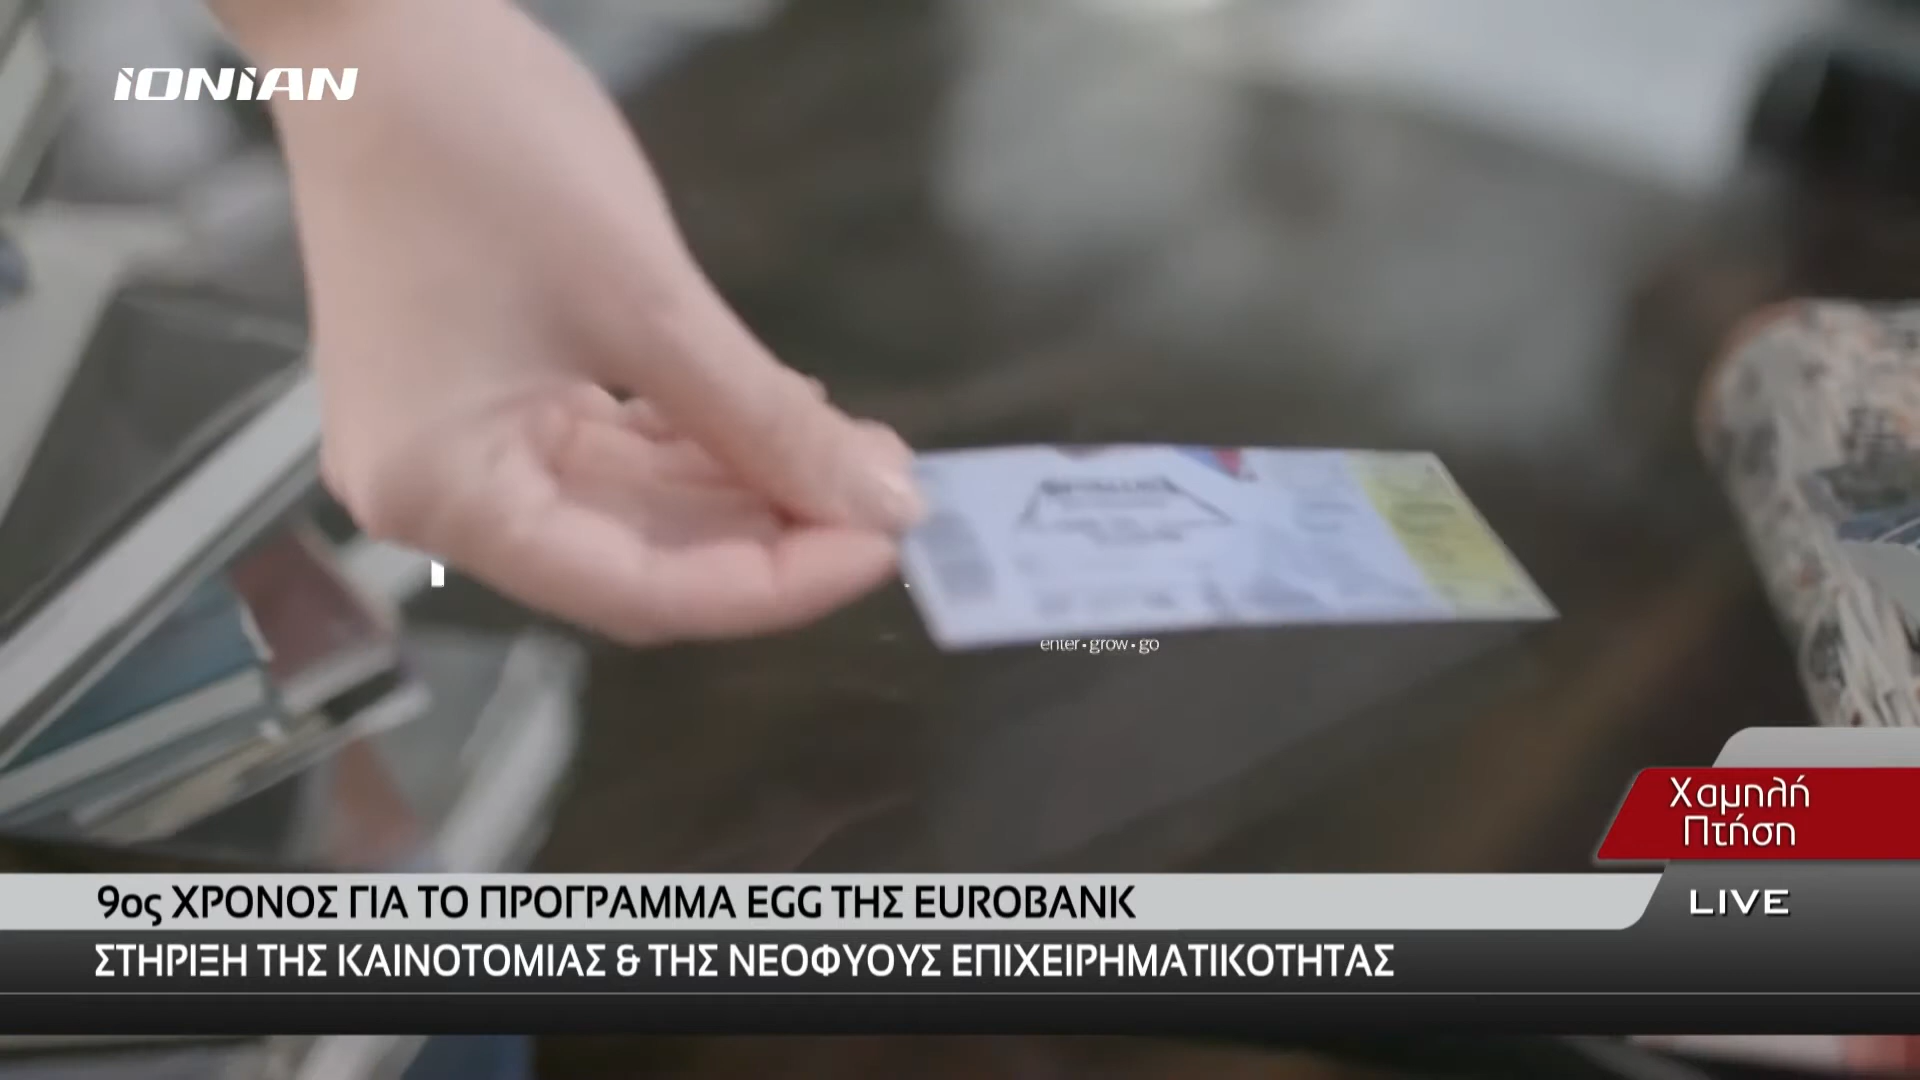 IONIAN
enter·grow·go
Χαμηλή
Πτήση
9ος ΧΡΟΝΟΣ ΓΙΑ ΤΟ ΠΡΟΓΡΑΜΜΑ EGG ΤΗΣ EUROBANK
LIVE
ΣΤΗΡΙΞΗ ΤΗΣ ΚΑΙΝΟΤΟΜΙΑΣ & ΤΗΣ ΝΕΟΦΥΟΥΣ ΕΠΙΧΕΙΡΗΜΑΤΙΚΟΤΗΤΑΣ